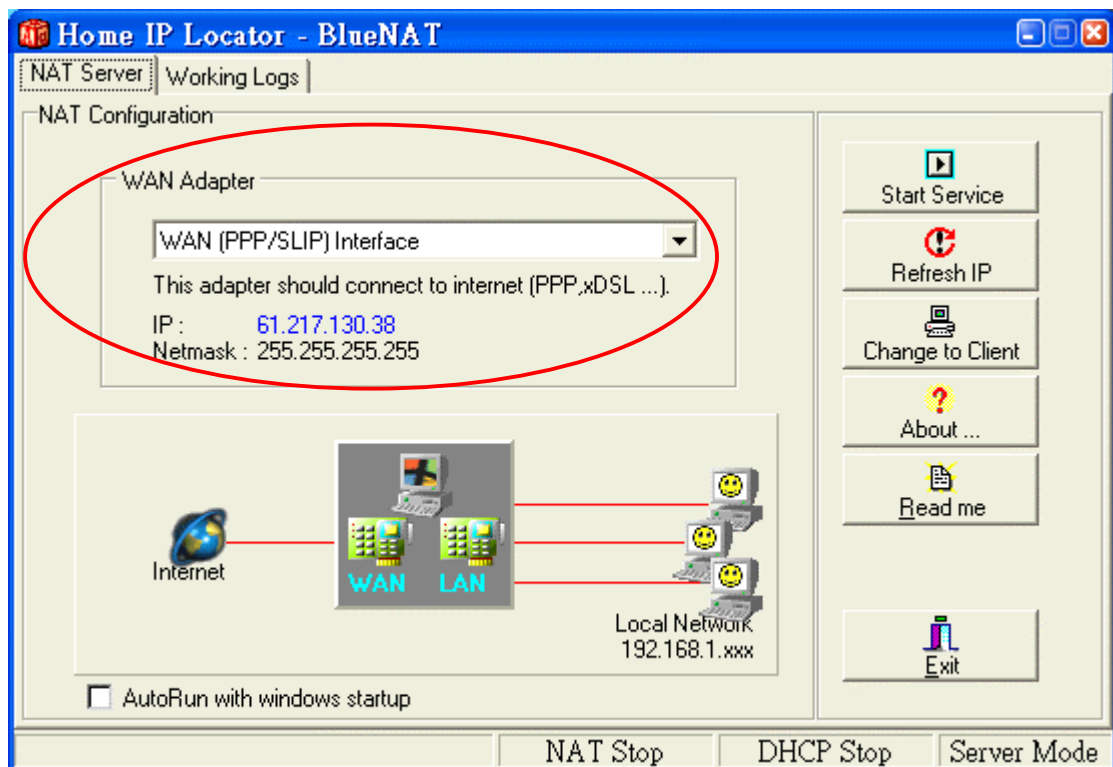 Home IP Locator - BlueNAT
NAT Server
Working Logs
NAT Configuration
WAN Adapter
WAN (PPP/SLIP) Interface
This adapter should connect to internet (PPP,xDSL ...).
IP : 61.217.130.38
Netmask : 255.255.255.255
Start Service
Refresh IP
Change to Client
About ...
Read me
Exit
Internet
WAN
LAN
Local Network
192.168.1.xxx
AutoRun with windows startup
NAT Stop
DHCP Stop
Server Mode